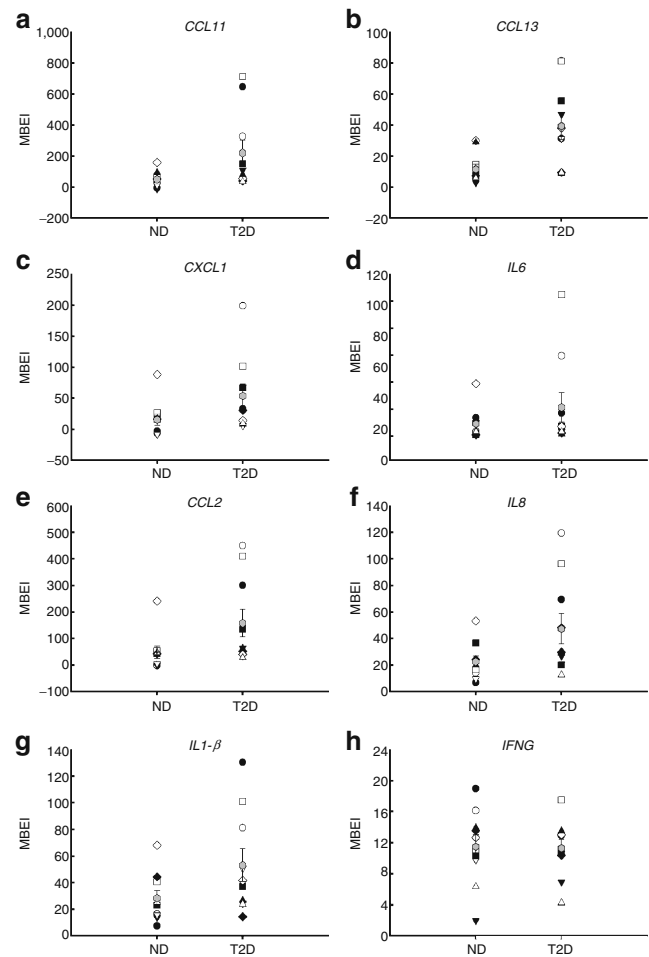 a CCL11
1,000
800
600
400
200
0
−200
MBEI
ND T2D
b CCL13
100
80
60
40
20
0
−20
MBEI
ND T2D
c CXCL1
250
200
150
100
50
0
−50
MBEI
ND T2D
d IL6
120
100
80
60
40
20
0
MBEI
ND T2D
e CCL2
600
500
400
300
200
100
0
−100
MBEI
ND T2D
f IL8
140
120
100
80
60
40
20
0
MBEI
ND T2D
g IL1-β
140
120
100
80
60
40
20
0
MBEI
ND T2D
h IFNG
24
20
16
12
8
4
0
MBEI
ND T2D